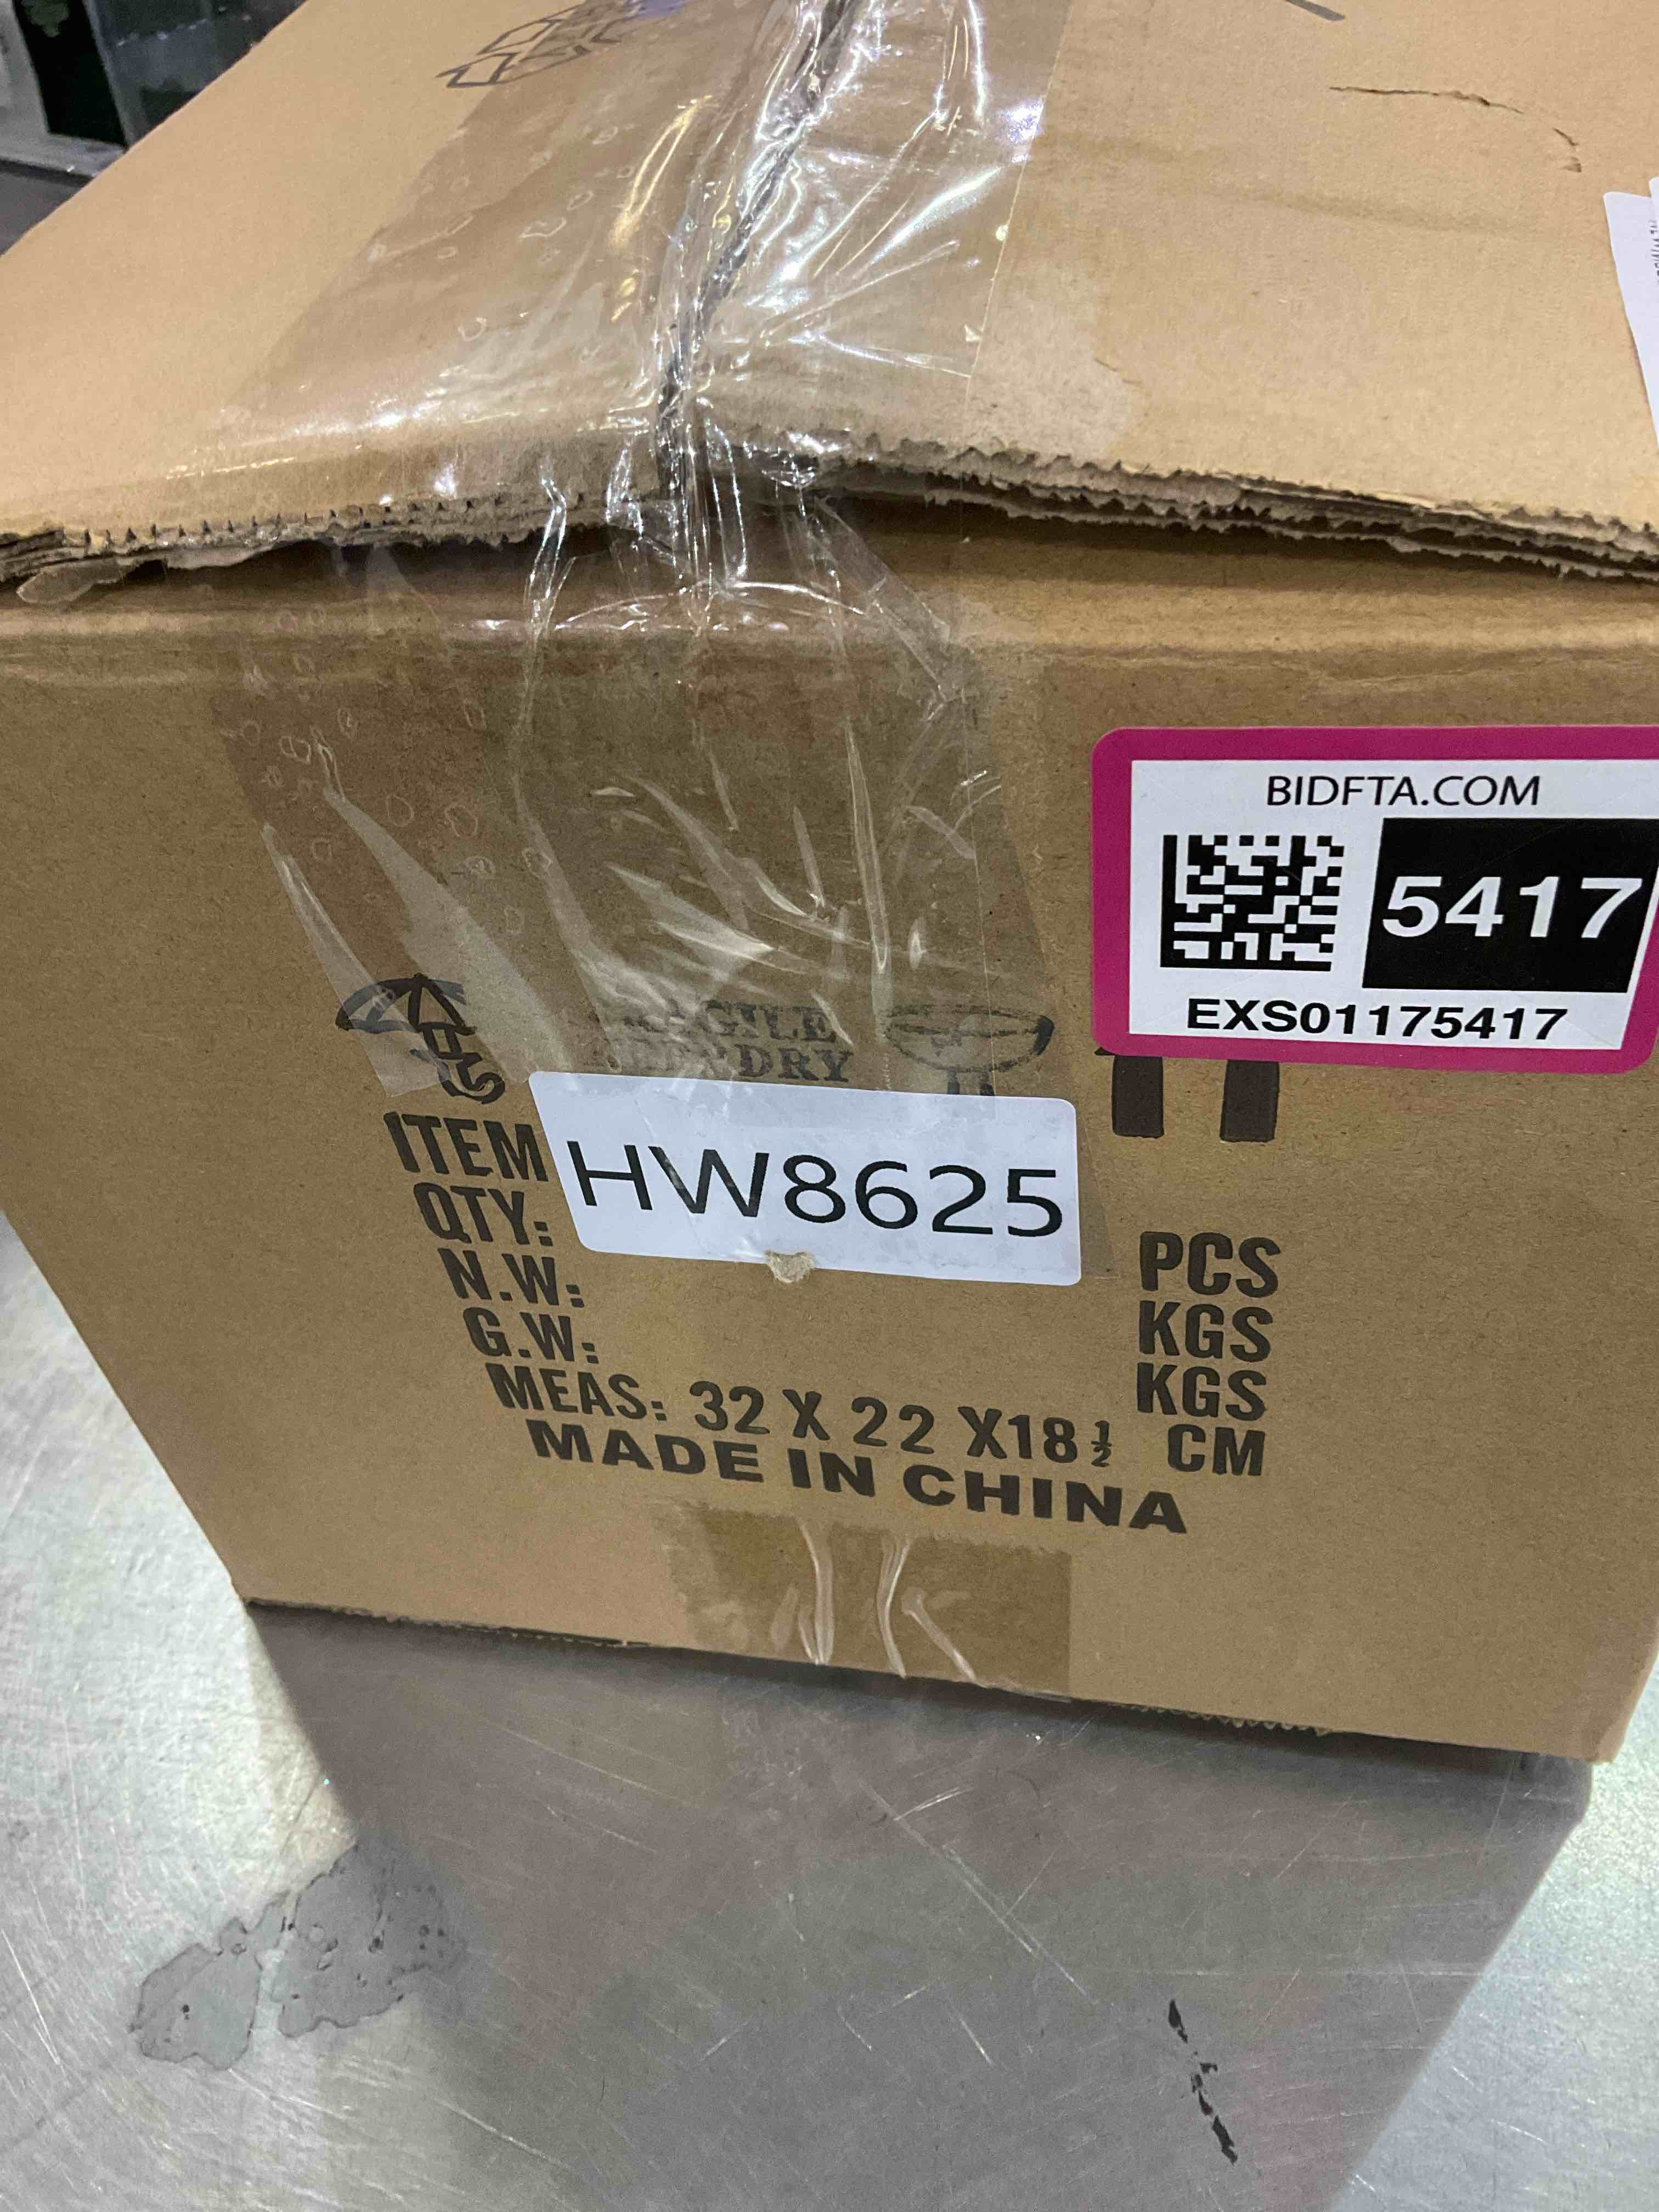 BIDFTA.COM
5417
EXS01175417
FRAGILE
KEEP DRY
ITEM HW8625
QTY: PCS
N.W: KGS
G.W: KGS
MEAS: 32 X 22 X18½ CM
MADE IN CHINA